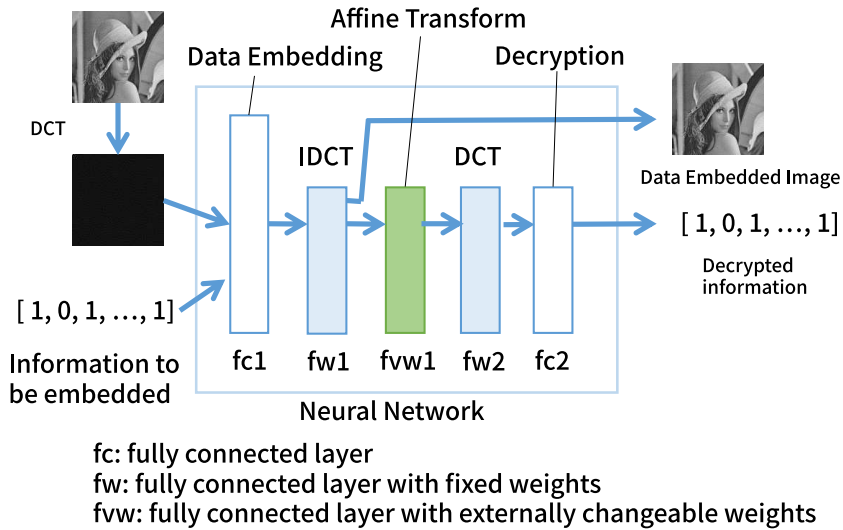 Affine Transform
Data Embedding
Decryption
DCT
IDCT
DCT
Data Embedded Image
[ 1, 0, 1, …, 1]
Decrypted
information
[ 1, 0, 1, …, 1]
Information to
be embedded
fc1
fw1
fvw1
fw2
fc2
Neural Network
fc: fully connected layer
fw: fully connected layer with fixed weights
fvw: fully connected layer with externally changeable weights